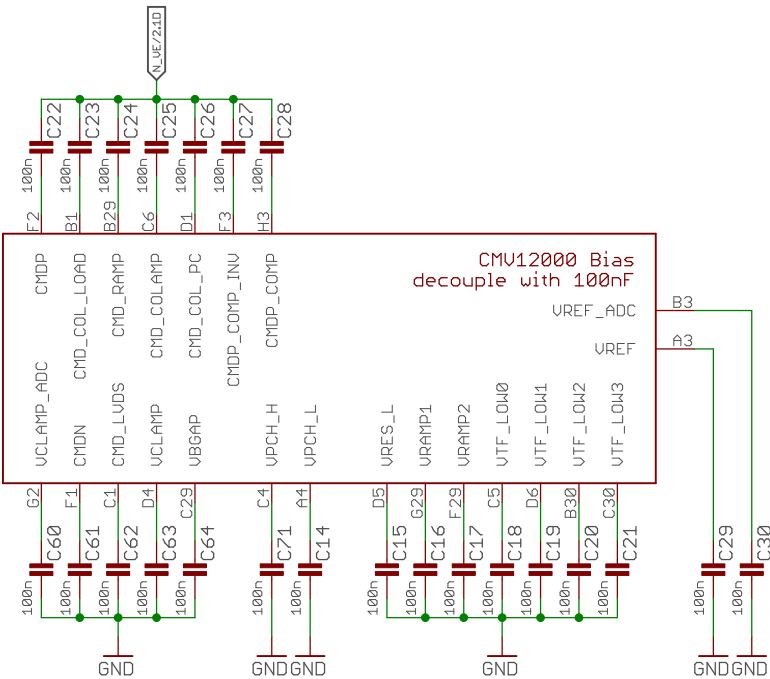 N_VE/2.1D
C22 C23 C24 C25 C26 C27 C28
100n 100n 100n 100n 100n 100n 100n
F2 B1 B29 C6 D1 F3 H3
CMDP CMD_COL_LOAD CMD_RAMP CMD_COLAMP CMD_COL_PC CMDP_COMP_INV CMDP_COMP
CMV12000 Bias
decouple with 100nF
VREF_ADC B3
VREF A3
VCLAMP_ADC CMDN CMD_LVDS VCLAMP VBGAP VPCH_H VPCH_L VRES_L VRAMP1 VRAMP2 VTF_LOW0 VTF_LOW1 VTF_LOW2 VTF_LOW3
G2 F1 C1 D4 C29 C4 A4 D5 G29 F29 C5 D6 B30 C30
C60 C61 C62 C63 C64 C71 C14 C15 C16 C17 C18 C19 C20 C21 C29 C30
100n 100n 100n 100n 100n 100n 100n 100n 100n 100n 100n 100n 100n 100n 100n 100n
GND GND GND GND GND GND